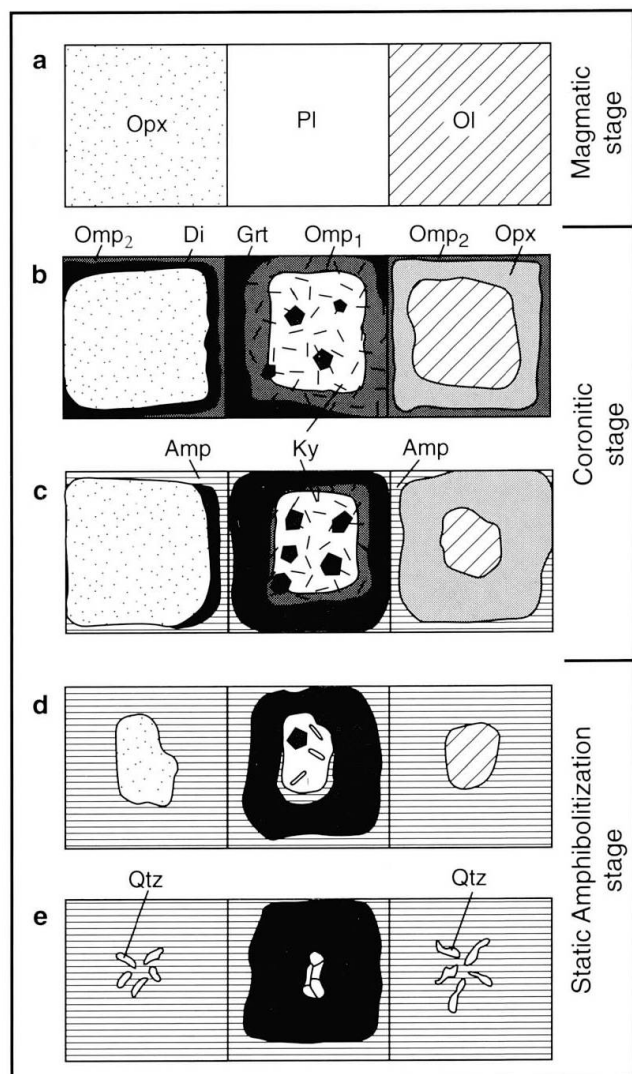 a
Opx
Pl
Ol
Magmatic
stage
Omp₂
Di
Grt
Omp₁
Omp₂
Opx
b
Amp
Ky
Amp
c
Coronitic
stage
d
Qtz
Qtz
e
Static Amphibolitization
stage